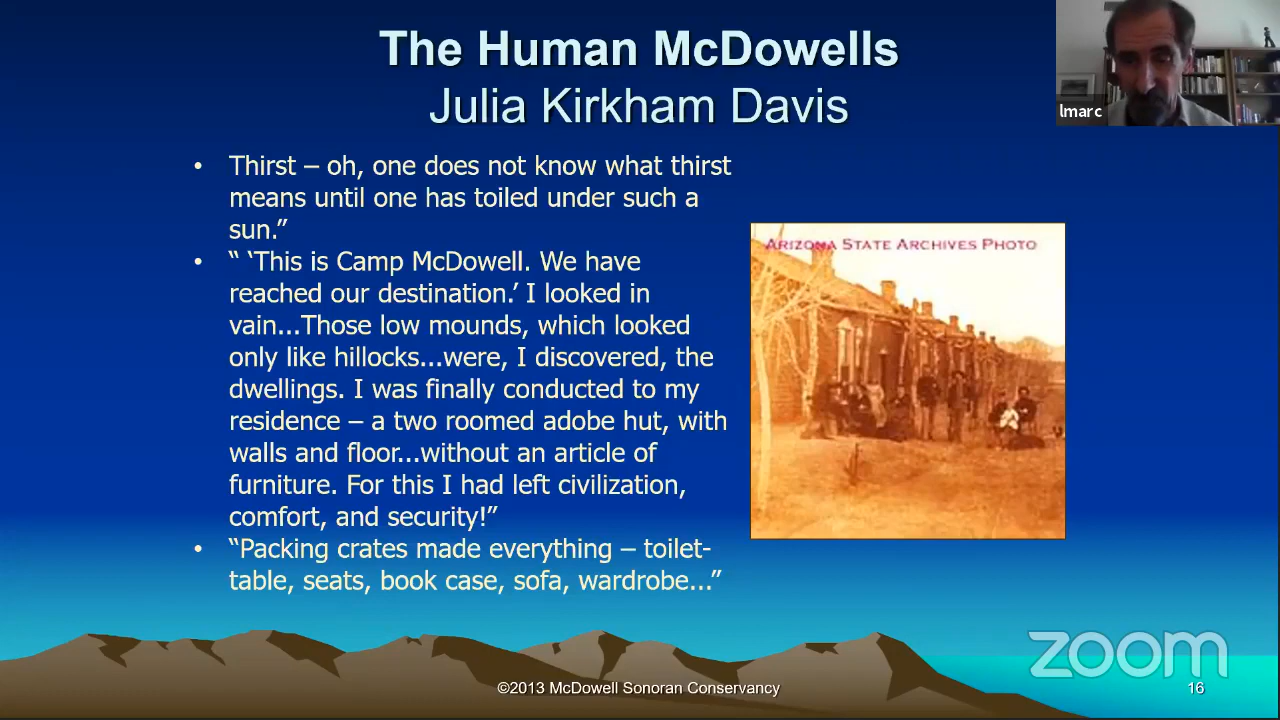 The Human McDowells
Julia Kirkham Davis
lmarc
• Thirst – oh, one does not know what thirst
means until one has toiled under such a
sun.”
• “ ‘This is Camp McDowell. We have
reached our destination.’ I looked in
vain...Those low mounds, which looked
only like hillocks...were, I discovered, the
dwellings. I was finally conducted to my
residence – a two roomed adobe hut, with
walls and floor...without an article of
furniture. For this I had left civilization,
comfort, and security!”
• “Packing crates made everything – toilet-
table, seats, book case, sofa, wardrobe...”
Arizona State Archives Photo
zoom
©2013 McDowell Sonoran Conservancy
16